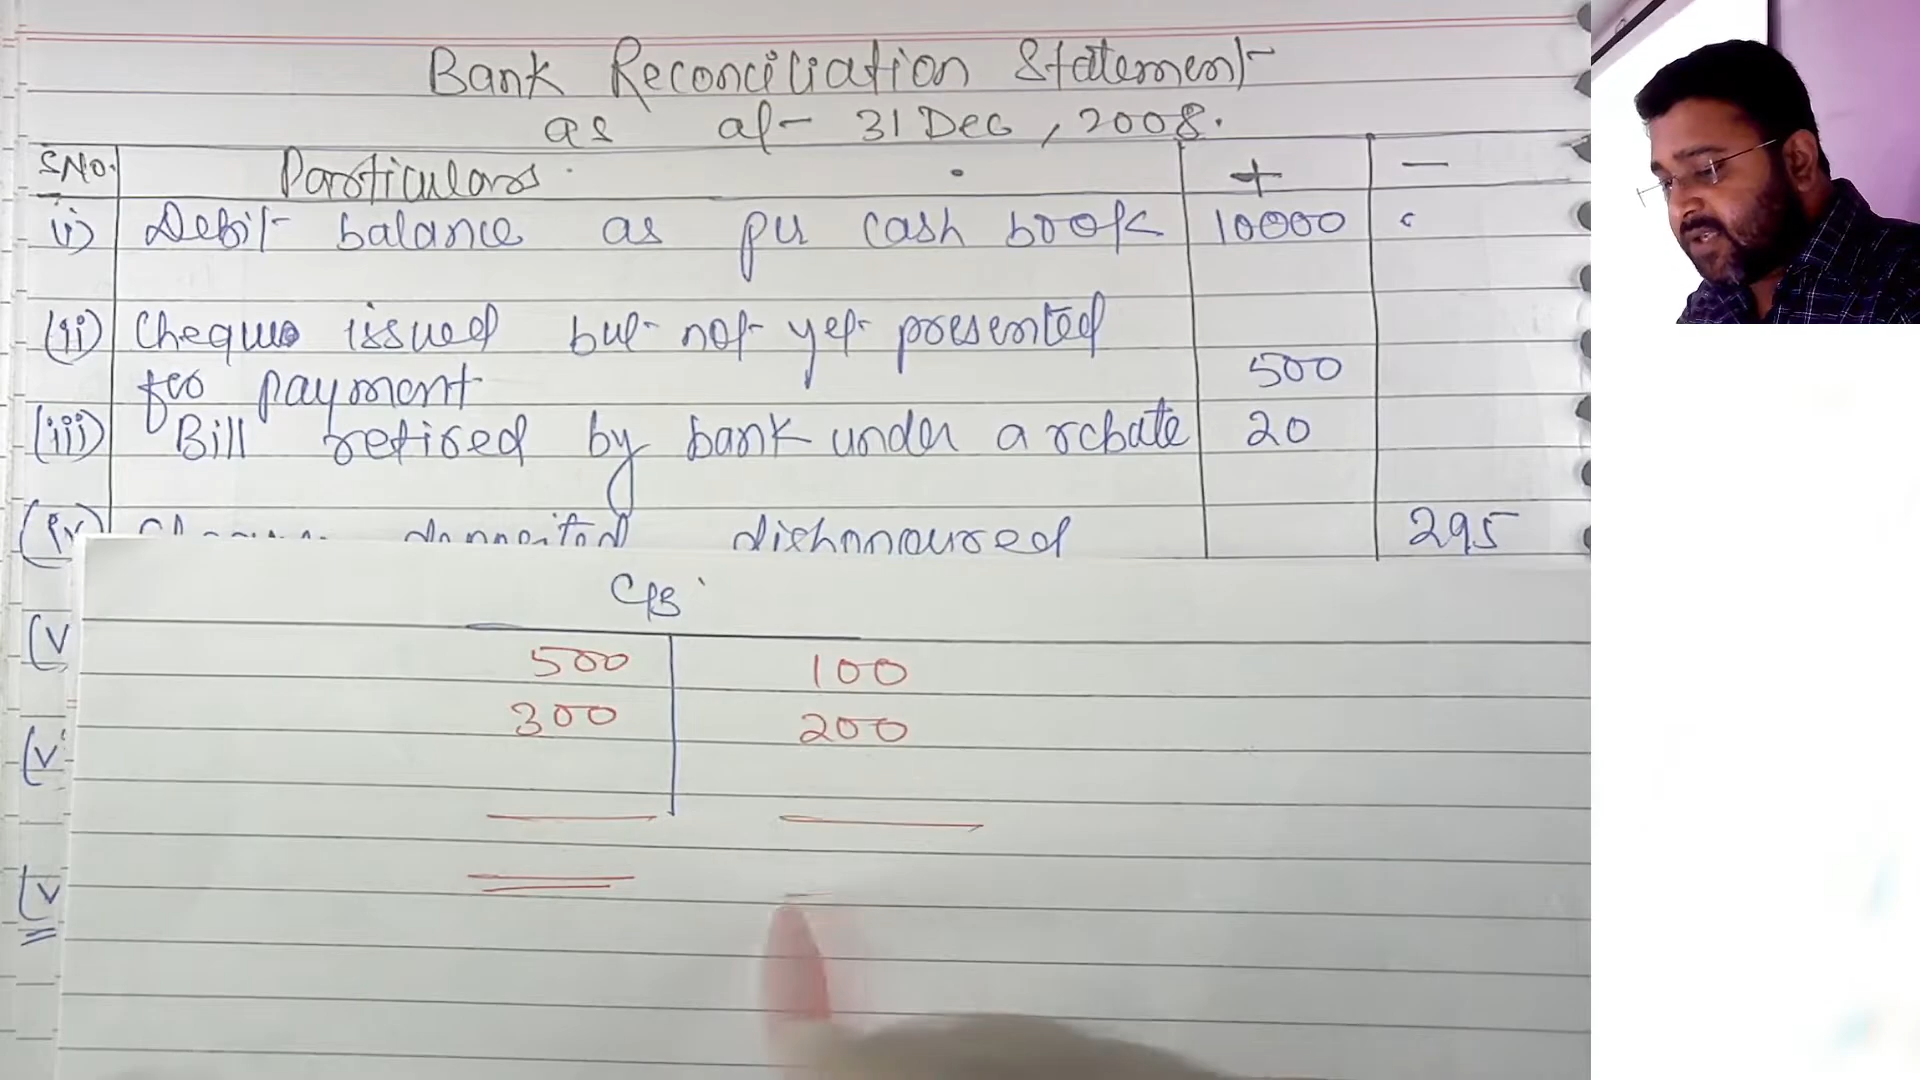 Bank Reconciliation Statement
as at 31 Dec, 2008.
S.No. Particulars + -
(i) Debit balance as per cash book 10000
(ii) Cheques issued but not yet presented
for payment 500
(iii) Bill retired by bank under a rebate 20
(iv) deposited dishonoured 295
C/B
(v 500 100
300 200
(v
(v